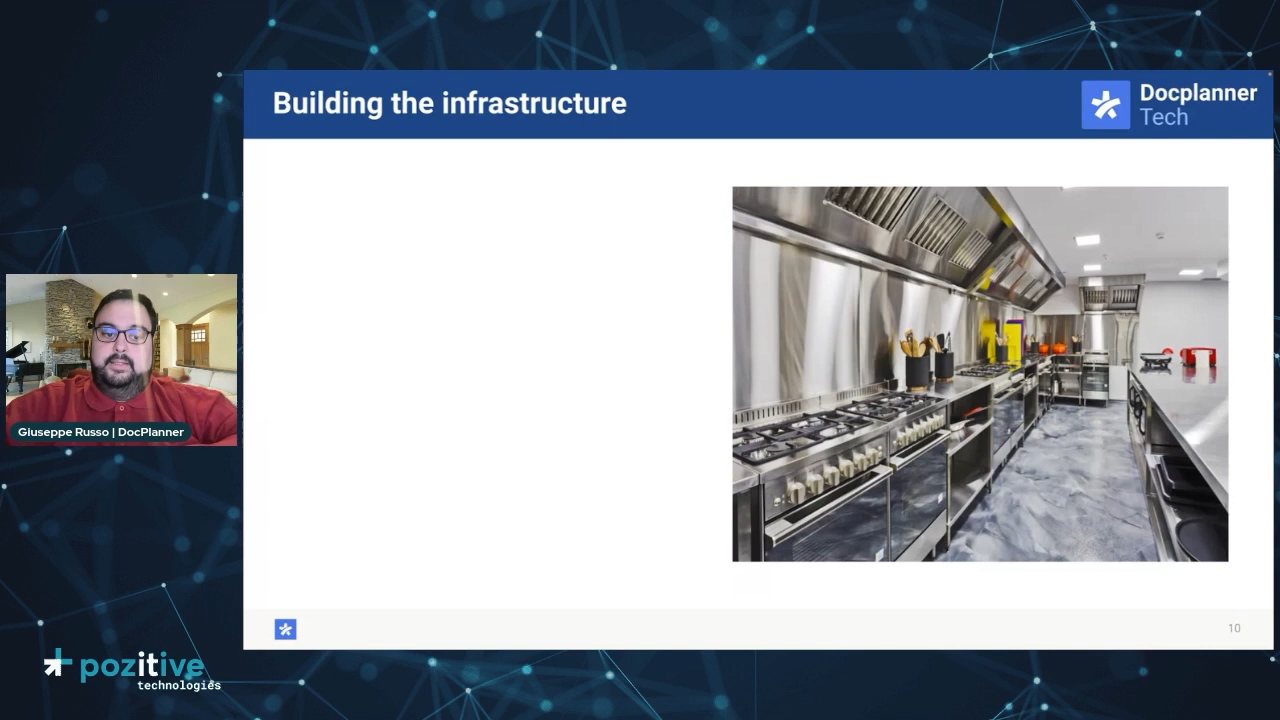 Building the infrastructure
Docplanner
Tech
Giuseppe Russo | DocPlanner
10
pozitive
technologies